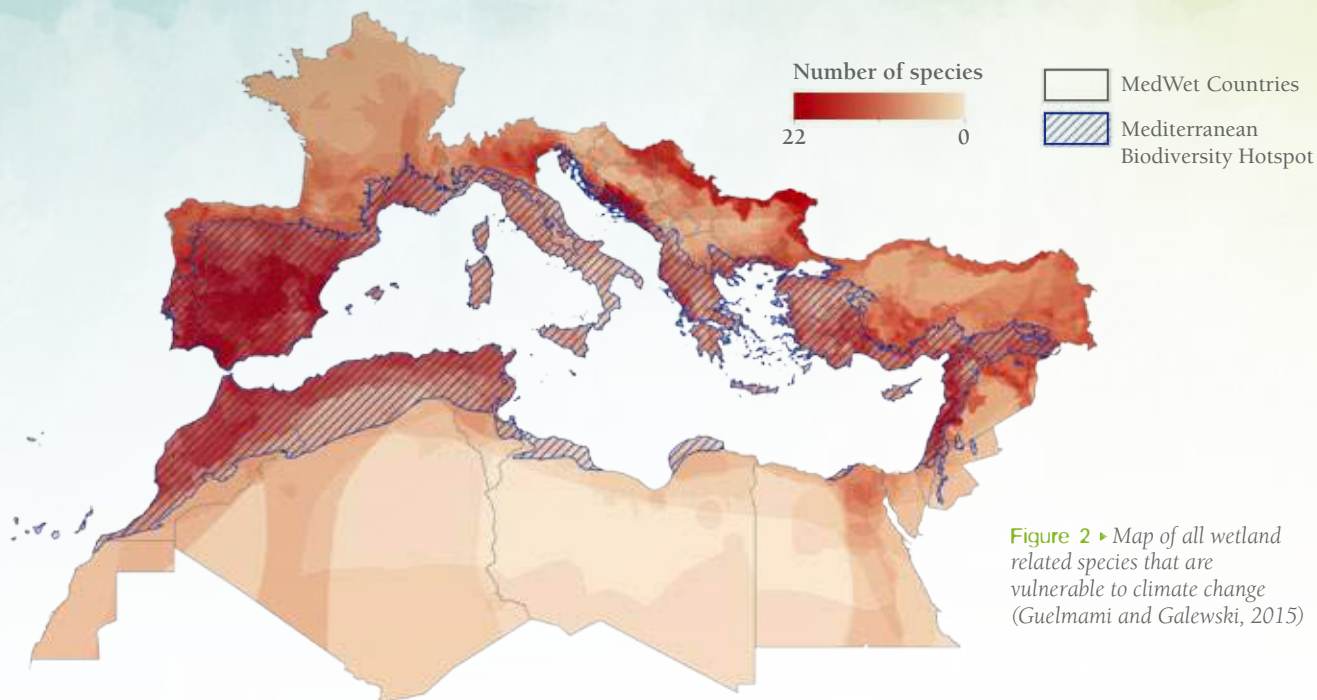 Number of species
22 0
MedWet Countries
Mediterranean
Biodiversity Hotspot
Figure 2 ▸ Map of all wetland
related species that are
vulnerable to climate change
(Guelmami and Galewski, 2015)